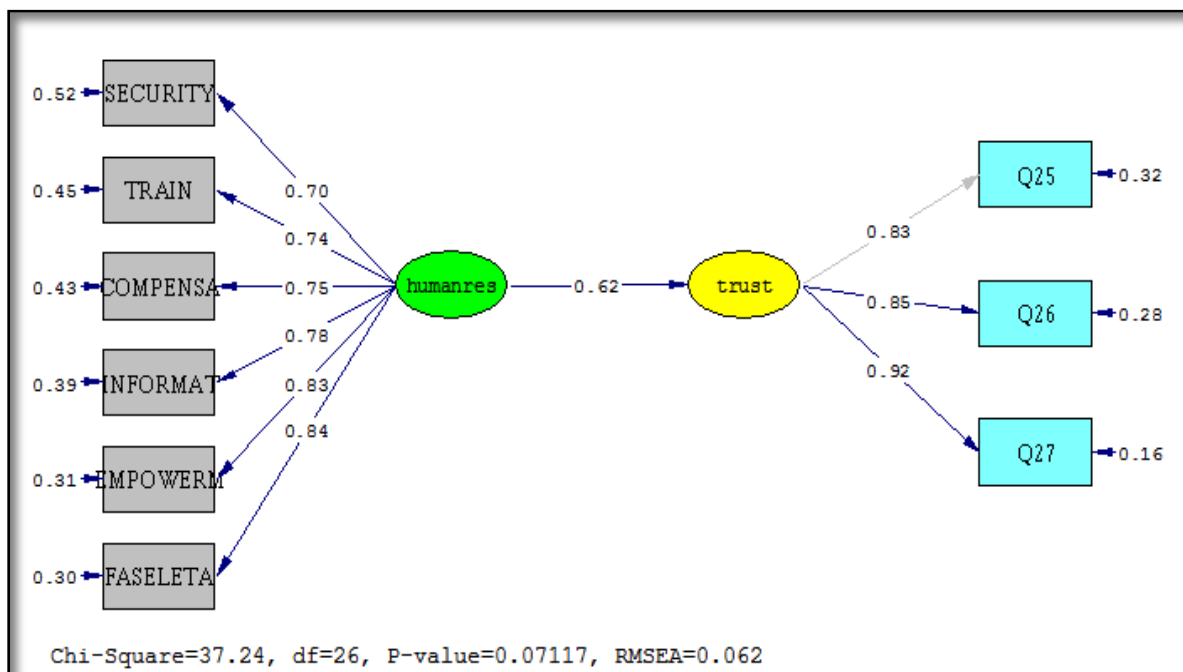 0.52 SECURITY
0.70
0.45 TRAIN
0.74
0.43 COMPENSA
0.75
0.39 INFORMAT
0.78
0.31 EMPOWERM
0.83
0.30 FASELETA
0.84
humanres
0.62
trust
0.83
Q25 0.32
0.85
Q26 0.28
0.92
Q27 0.16
Chi-Square=37.24, df=26, P-value=0.07117, RMSEA=0.062